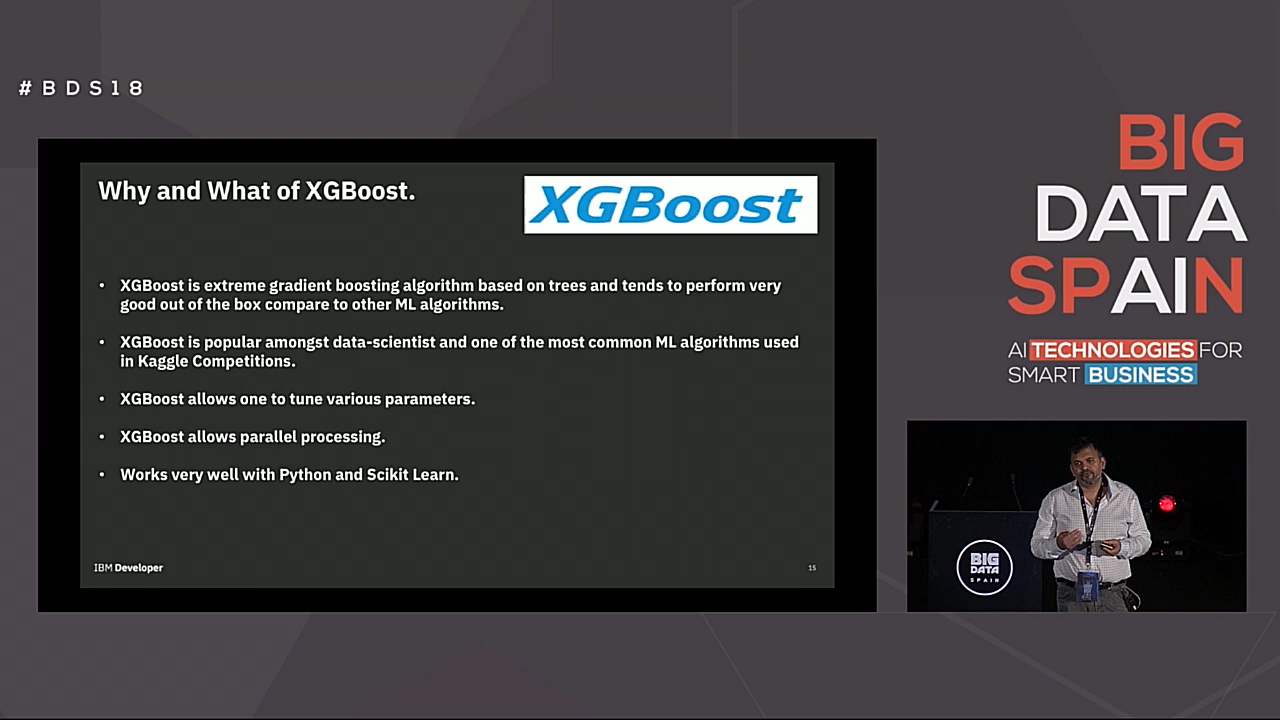 #BDS18
BIG
DATA
SPAIN
AI TECHNOLOGIES FOR
SMART BUSINESS
Why and What of XGBoost.
XGBoost
• XGBoost is extreme gradient boosting algorithm based on trees and tends to perform very
good out of the box compare to other ML algorithms.
• XGBoost is popular amongst data-scientist and one of the most common ML algorithms used
in Kaggle Competitions.
• XGBoost allows one to tune various parameters.
• XGBoost allows parallel processing.
• Works very well with Python and Scikit Learn.
IBM Developer
15
BIG
DATA
SPAIN